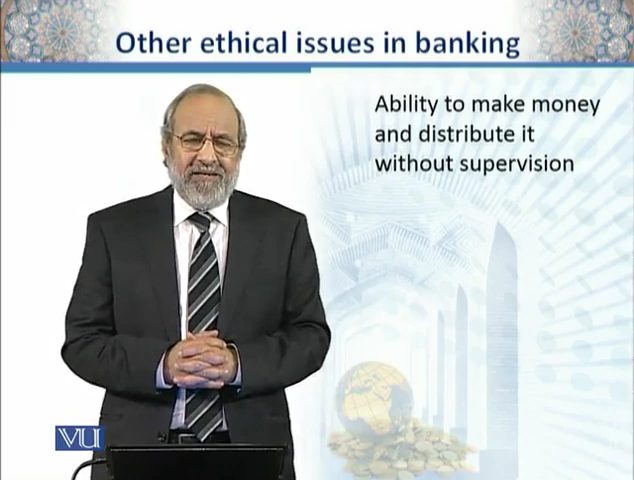 Other ethical issues in banking
Ability to make money
and distribute it
without supervision
VU